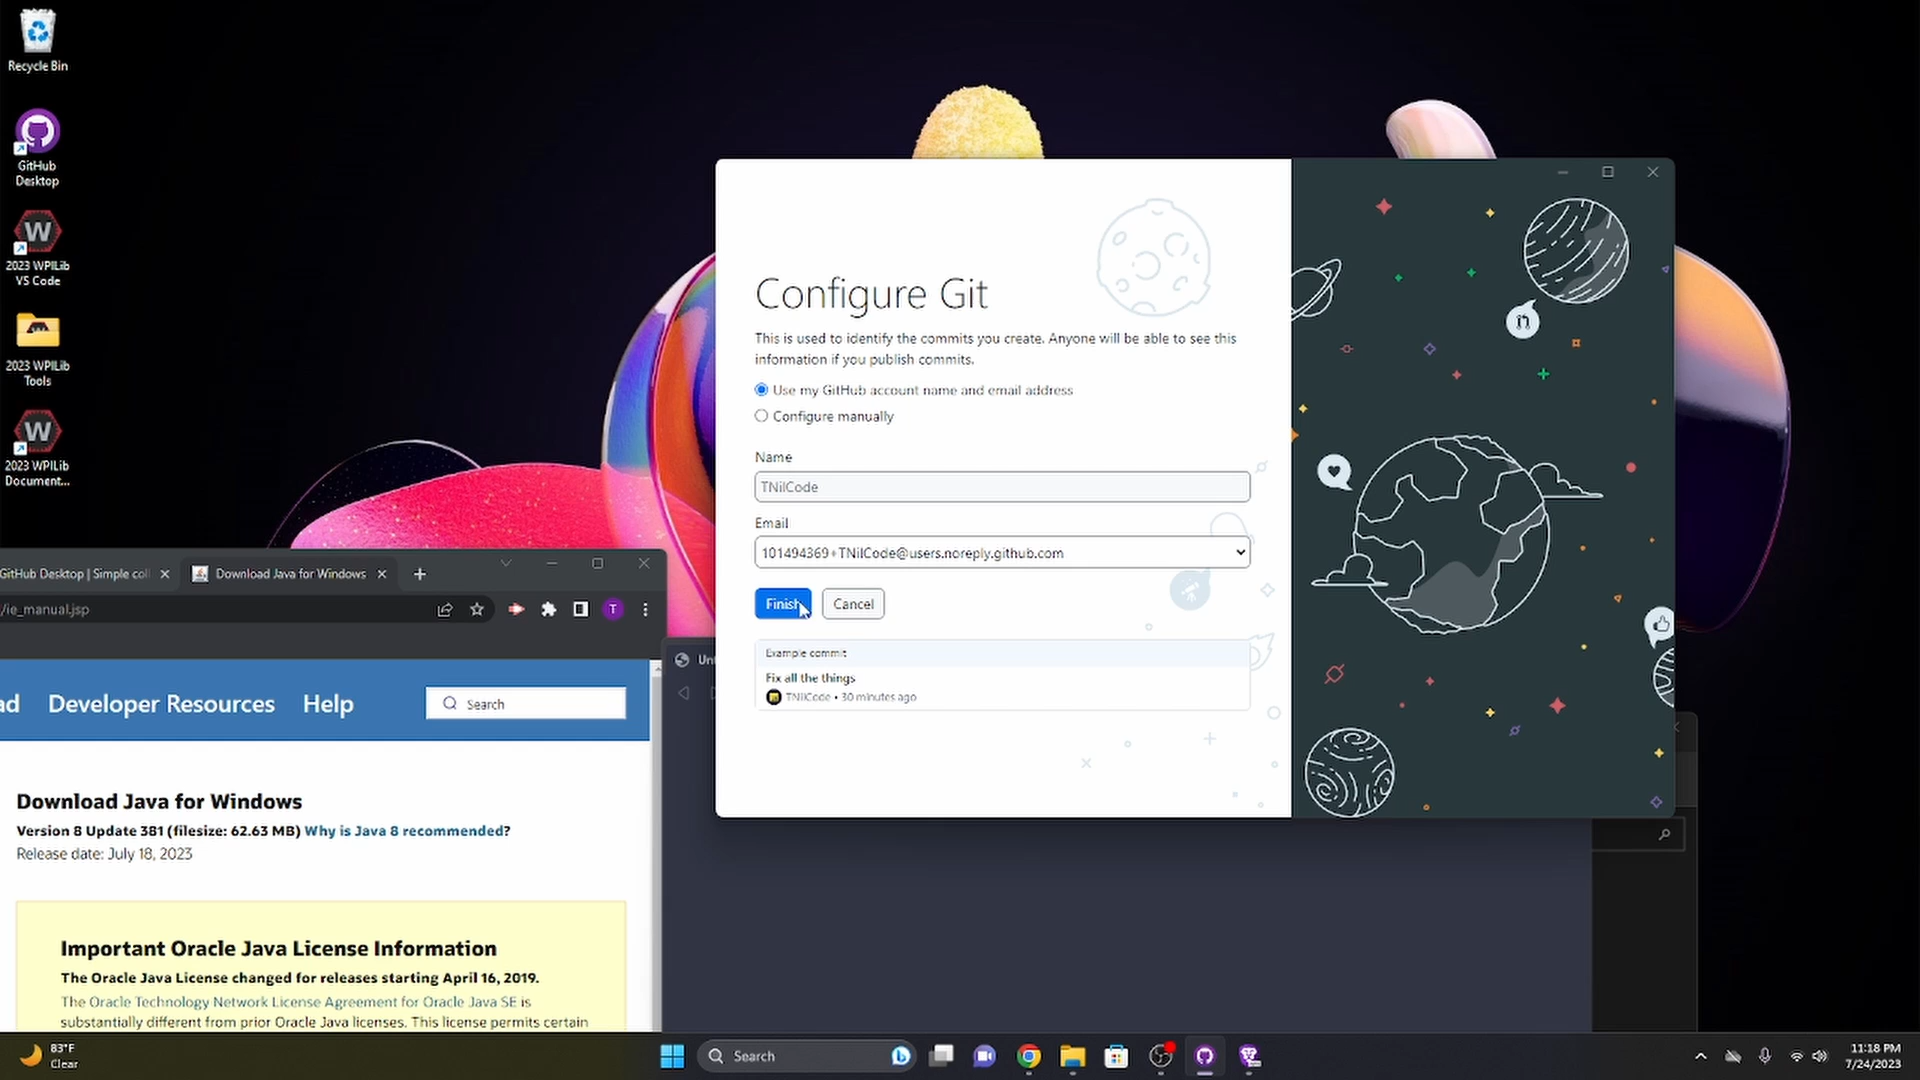 Recycle Bin
GitHub
Desktop
2023 WPILib
VS Code
2023 WPILib
Tools
2023 WPILib
Document...
Configure Git
This is used to identify the commits you create. Anyone will be able to see this
information if you publish commits.
Use my GitHub account name and email address
Configure manually
Name
TNilCode
Email
101494369+TNilCode@users.noreply.github.com
Finish
Cancel
Example commit
Fix all the things
TNilCode • 30 minutes ago
GitHub Desktop | Simple col
Download Java for Windows
/ie_manual.jsp
T
Developer Resources
Help
Search
Download Java for Windows
Version 8 Update 381 (filesize: 62.63 MB) Why is Java 8 recommended?
Release date: July 18, 2023
Important Oracle Java License Information
The Oracle Java License changed for releases starting April 16, 2019.
The Oracle Technology Network License Agreement for Oracle Java SE is
substantially different from prior Oracle Java licenses. This license permits certain
83°F
Clear
Search
11:18 PM
7/24/2023